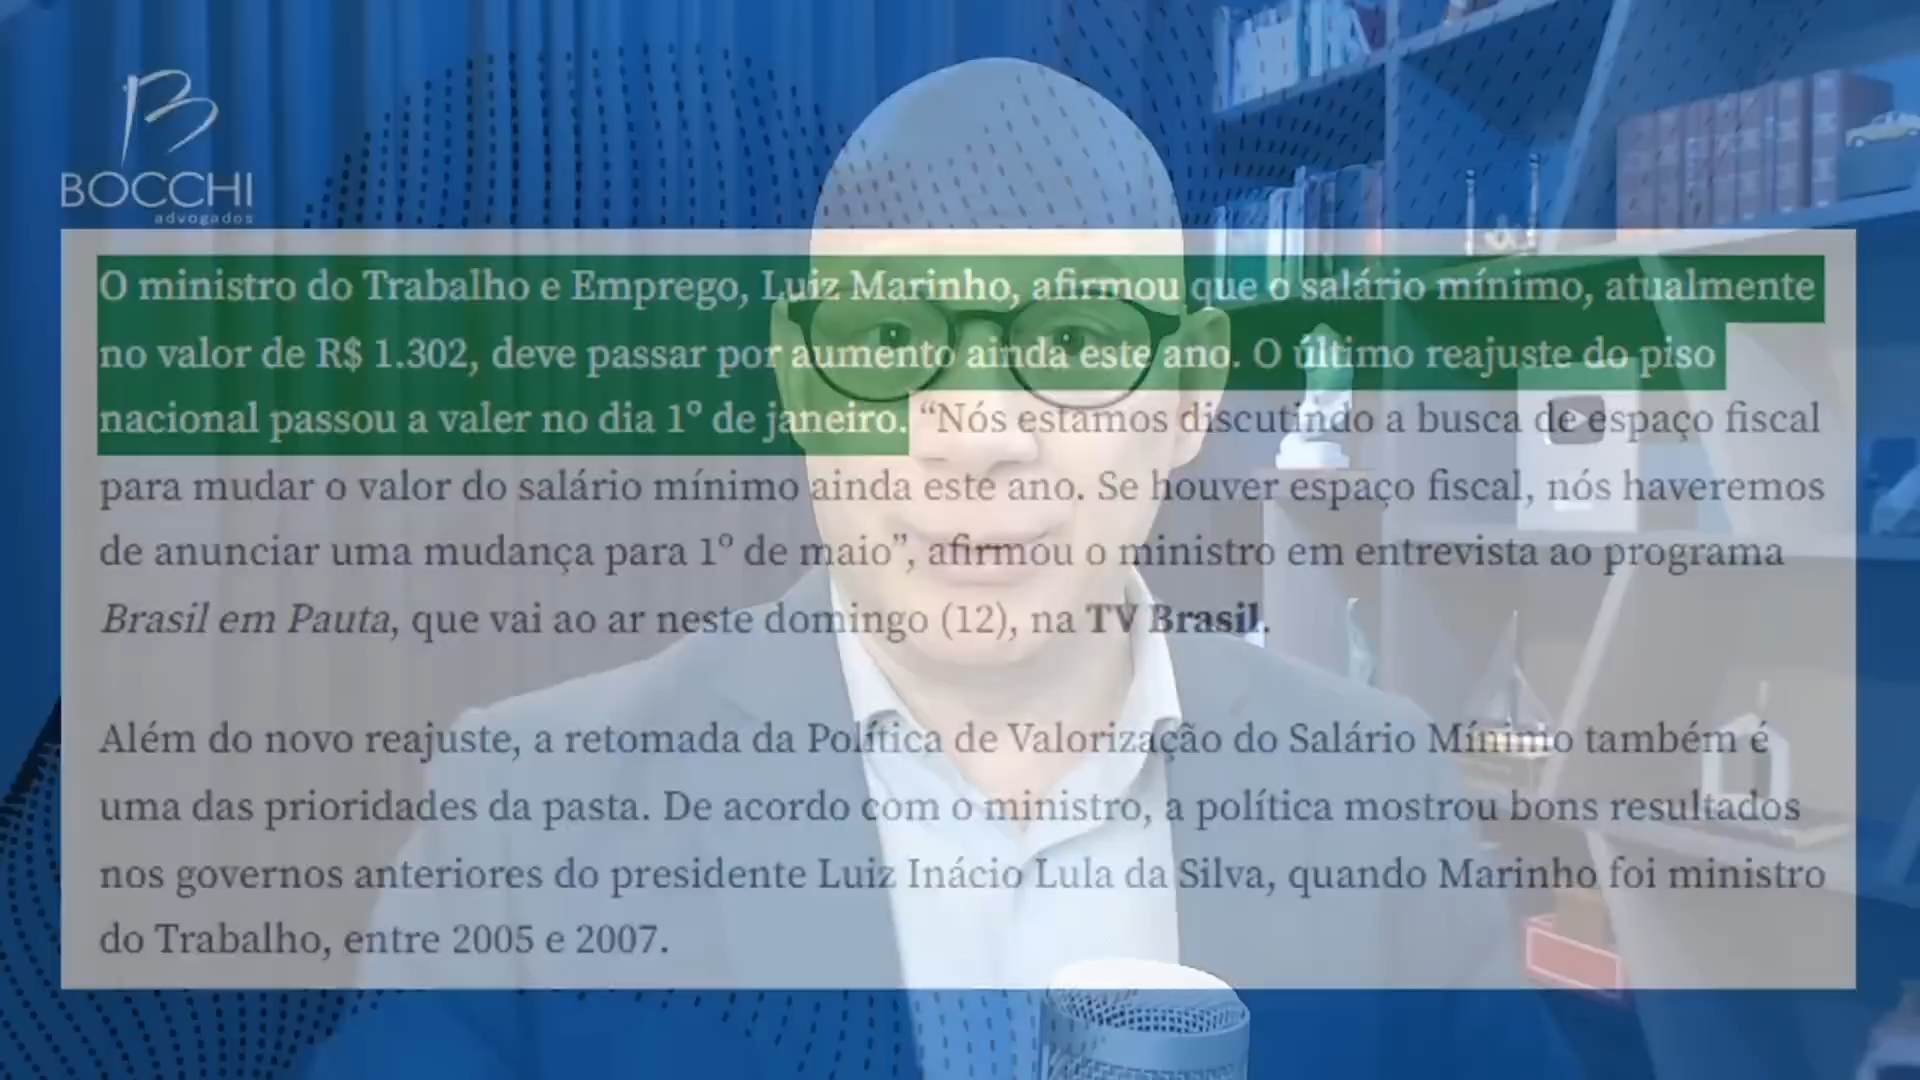 BOCCHI
advogados
O ministro do Trabalho e Emprego, Luiz Marinho, afirmou que o salário mínimo, atualmente
no valor de R$ 1.302, deve passar por aumento ainda este ano. O último reajuste do piso
nacional passou a valer no dia 1º de janeiro. “Nós estamos discutindo a busca de espaço fiscal
para mudar o valor do salário mínimo ainda este ano. Se houver espaço fiscal, nós haveremos
de anunciar uma mudança para 1º de maio”, afirmou o ministro em entrevista ao programa
Brasil em Pauta, que vai ao ar neste domingo (12), na TV Brasil.
Além do novo reajuste, a retomada da Política de Valorização do Salário Mínimo também é
uma das prioridades da pasta. De acordo com o ministro, a política mostrou bons resultados
nos governos anteriores do presidente Luiz Inácio Lula da Silva, quando Marinho foi ministro
do Trabalho, entre 2005 e 2007.